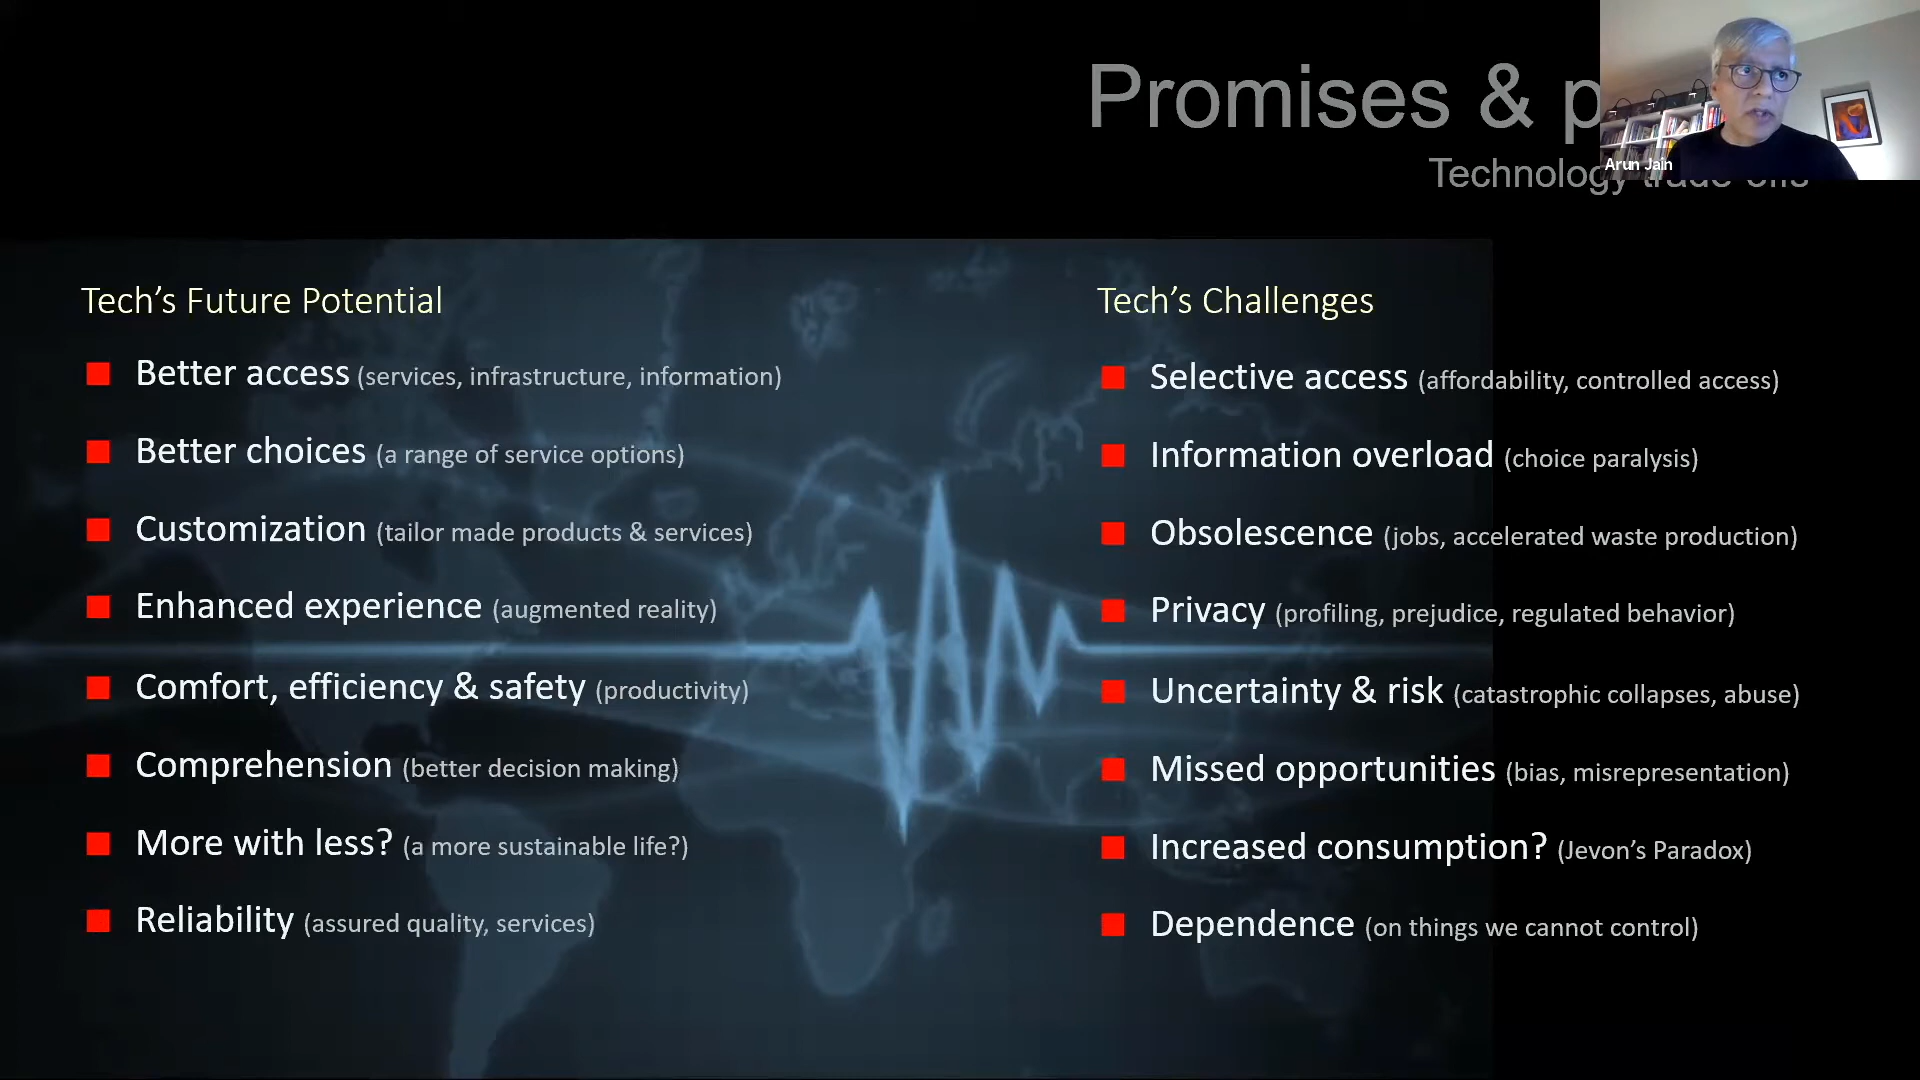 Promises & p
Arun Jain
Technology trade-offs
Tech’s Future Potential
Better access (services, infrastructure, information)
Better choices (a range of service options)
Customization (tailor made products & services)
Enhanced experience (augmented reality)
Comfort, efficiency & safety (productivity)
Comprehension (better decision making)
More with less? (a more sustainable life?)
Reliability (assured quality, services)
Tech’s Challenges
Selective access (affordability, controlled access)
Information overload (choice paralysis)
Obsolescence (jobs, accelerated waste production)
Privacy (profiling, prejudice, regulated behavior)
Uncertainty & risk (catastrophic collapses, abuse)
Missed opportunities (bias, misrepresentation)
Increased consumption? (Jevon’s Paradox)
Dependence (on things we cannot control)